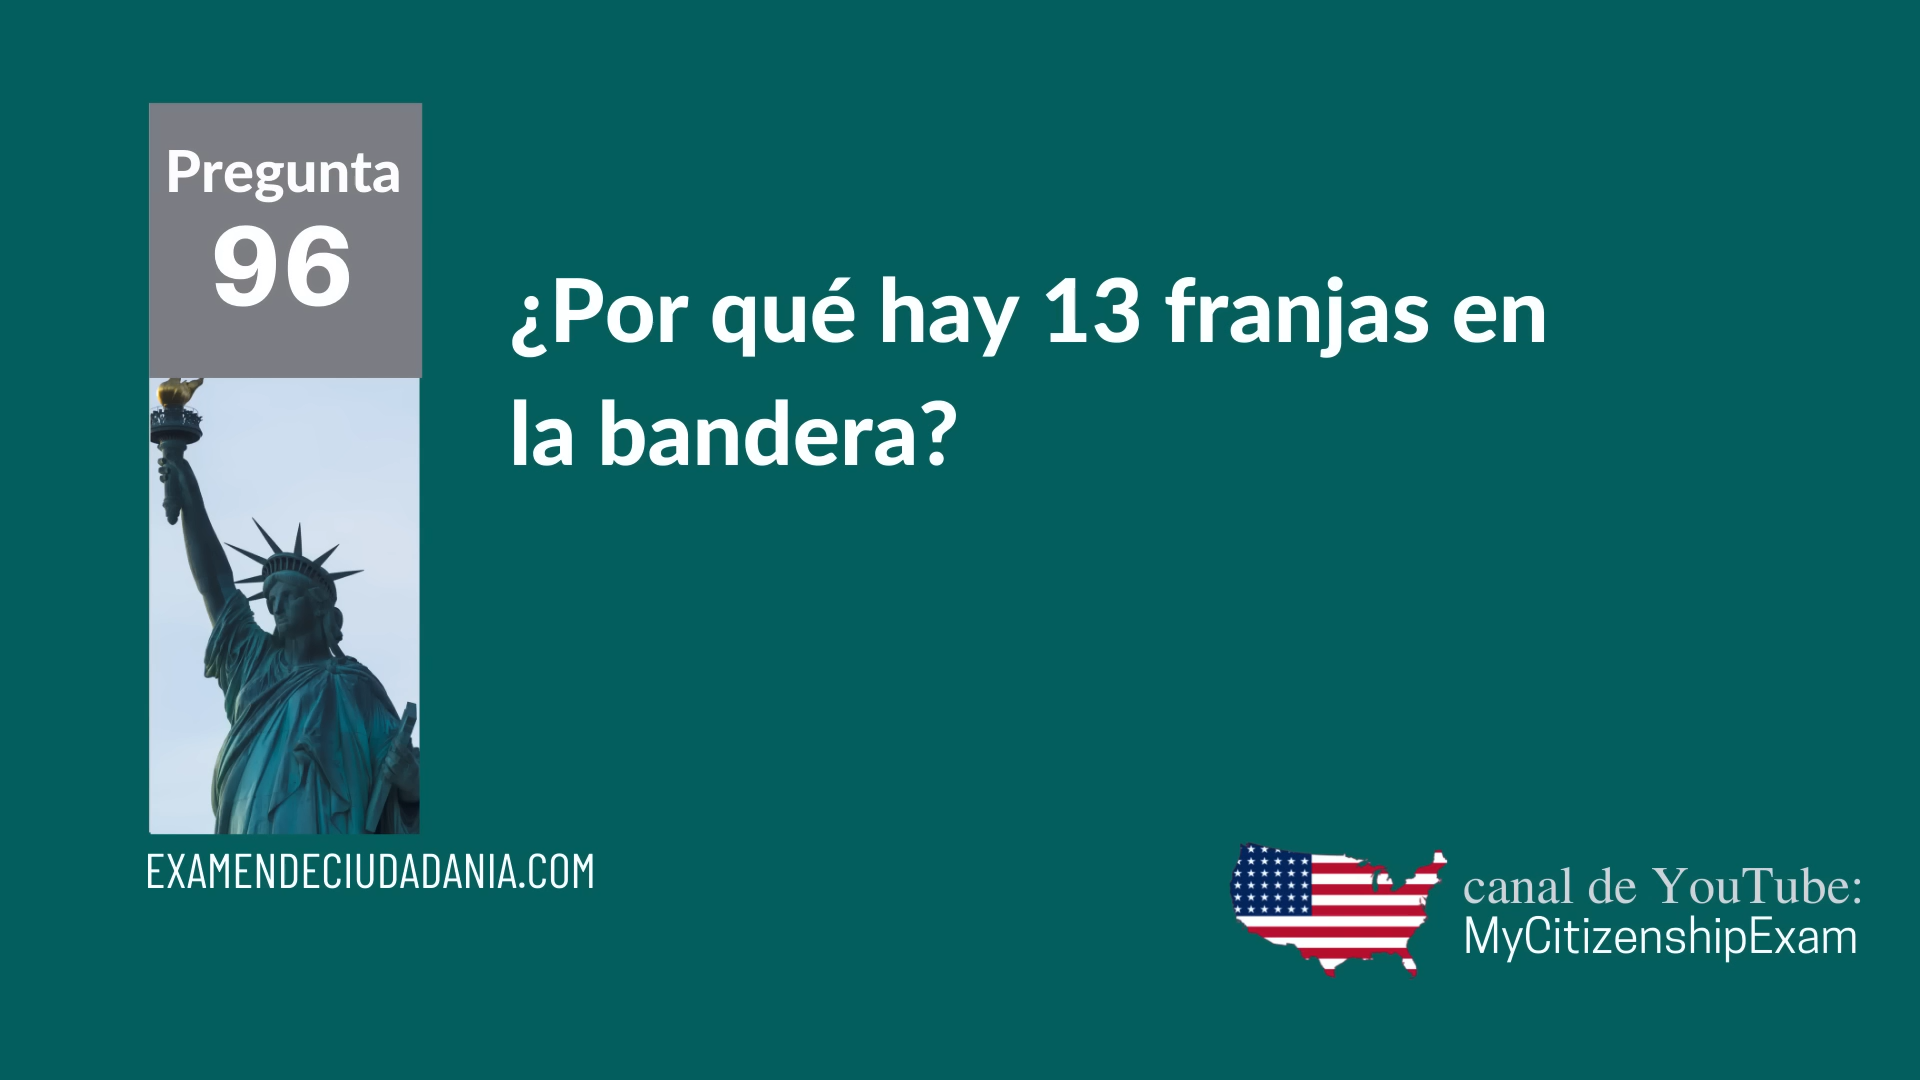 Pregunta
96
¿Por qué hay 13 franjas en
la bandera?
EXAMENDECIUDADANIA.COM
canal de YouTube:
MyCitizenshipExam